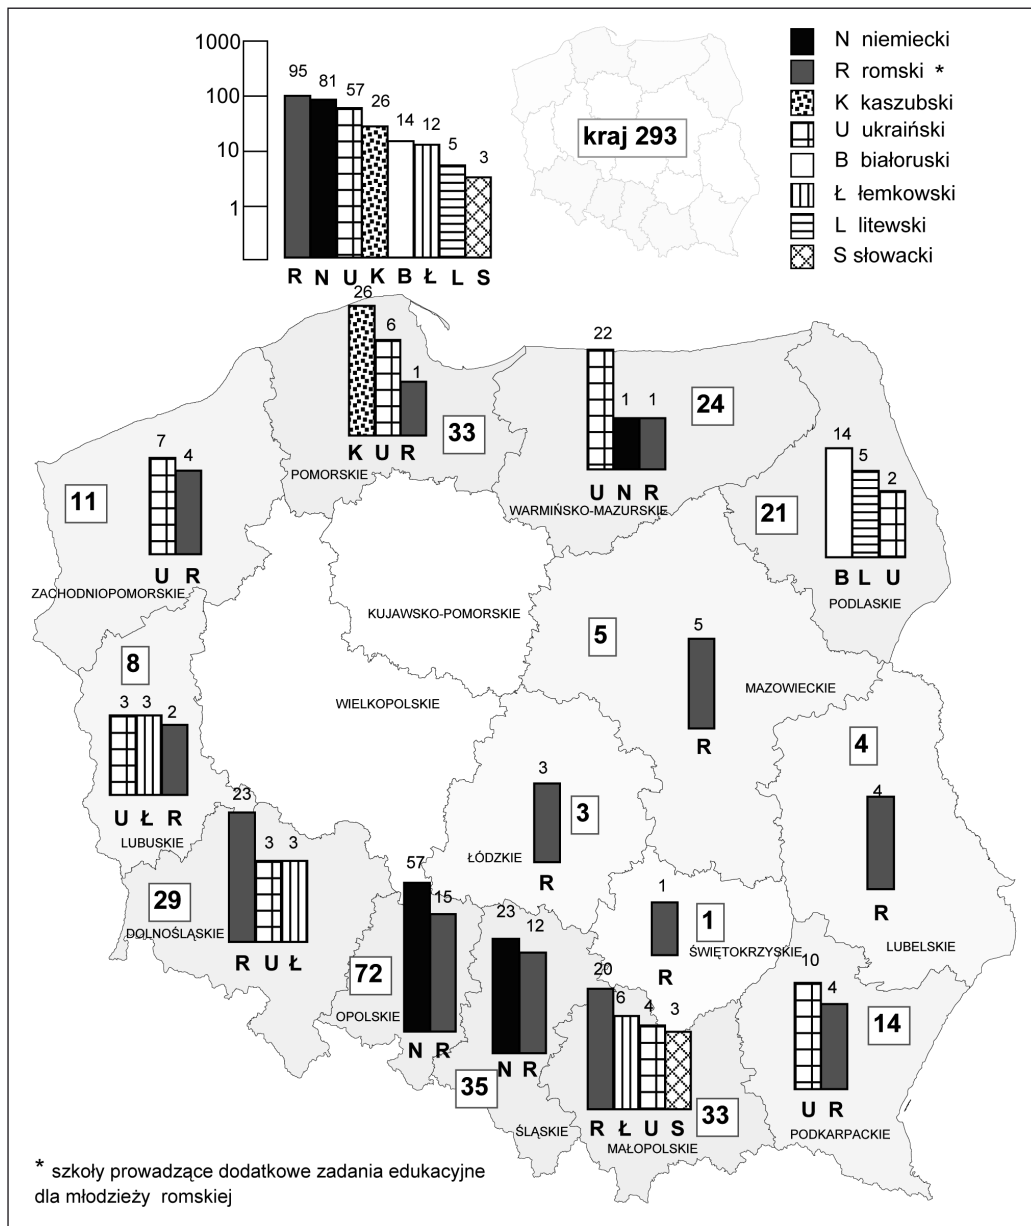 1000
100
10
1
95
81
57
26
14
12
5
3
R N U K B Ł L S
kraj 293
N niemiecki
R romski *
K kaszubski
U ukraiński
B białoruski
Ł łemkowski
L litewski
S słowacki
26
6
1
K U R
33
POMORSKIE
22
1
1
U N R
24
WARMIŃSKO-MAZURSKIE
7
4
U R
11
ZACHODNIOPOMORSKIE
14
5
2
B L U
21
PODLASKIE
KUJAWSKO-POMORSKIE
WIELKOPOLSKIE
5
5
R
MAZOWIECKIE
8
3
3
2
U Ł R
LUBUSKIE
3
3
R
ŁÓDZKIE
4
4
R
LUBELSKIE
23
3
3
R U Ł
29
DOLNOŚLĄSKIE
57
15
N R
72
OPOLSKIE
23
12
N R
35
ŚLĄSKIE
1
1
R
ŚWIĘTOKRZYSKIE
20
6
4
3
R Ł U S
33
MAŁOPOLSKIE
10
4
U R
14
PODKARPACKIE
* szkoły prowadzące dodatkowe zadania edukacyjne
dla młodzieży romskiej